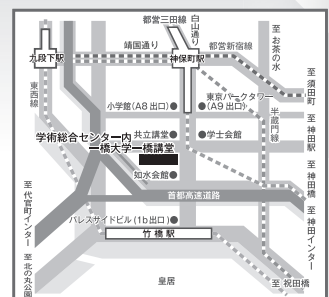 都営三田線
白山通り
靖国通り
都営新宿線
至お茶の水
九段下駅
神保町駅
東西線
小学館(A8 出口)
東京パークタワー
(A9 出口)
半蔵門線
至須田町
至神田駅
学術総合センター内
一橋大学一橋講堂
共立講堂
学士会館
如水会館
至神田橋
至神田インター
首都高速道路
至代官町インター
至北の丸公園
パレスサイドビル(1b出口)
竹橋駅
皇居
至祝田橋